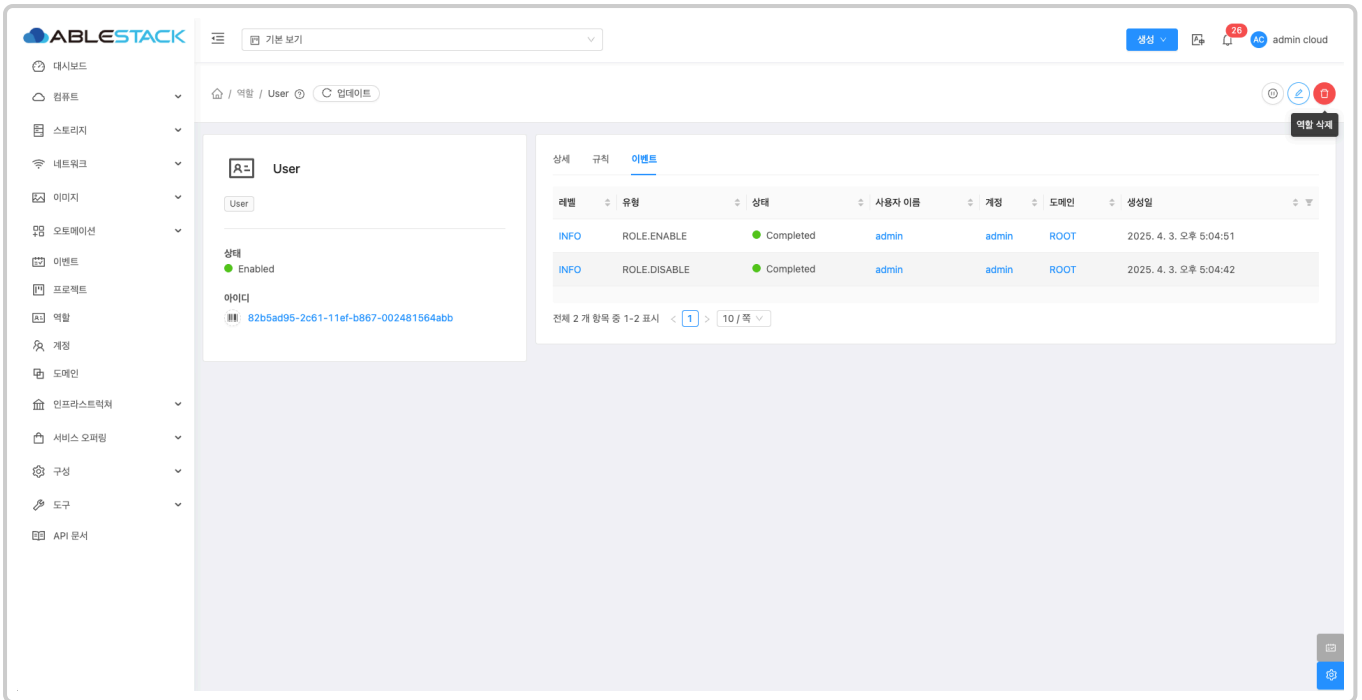 ABLESTACK
기본 보기
생성
26
AC
admin cloud
대시보드
컴퓨트
스토리지
네트워크
이미지
오토메이션
이벤트
프로젝트
역할
계정
도메인
인프라스트럭쳐
서비스 오퍼링
구성
도구
API 문서
/ 역할 / User
업데이트
역할 삭제
User
User
상태
Enabled
아이디
82b5ad95-2c61-11ef-b867-002481564abb
상세 규칙 이벤트
레벨 유형 상태 사용자 이름 계정 도메인 생성일
INFO ROLE.ENABLE Completed admin admin ROOT 2025. 4. 3. 오후 5:04:51
INFO ROLE.DISABLE Completed admin admin ROOT 2025. 4. 3. 오후 5:04:42
전체 2 개 항목 중 1-2 표시 < 1 > 10 / 쪽